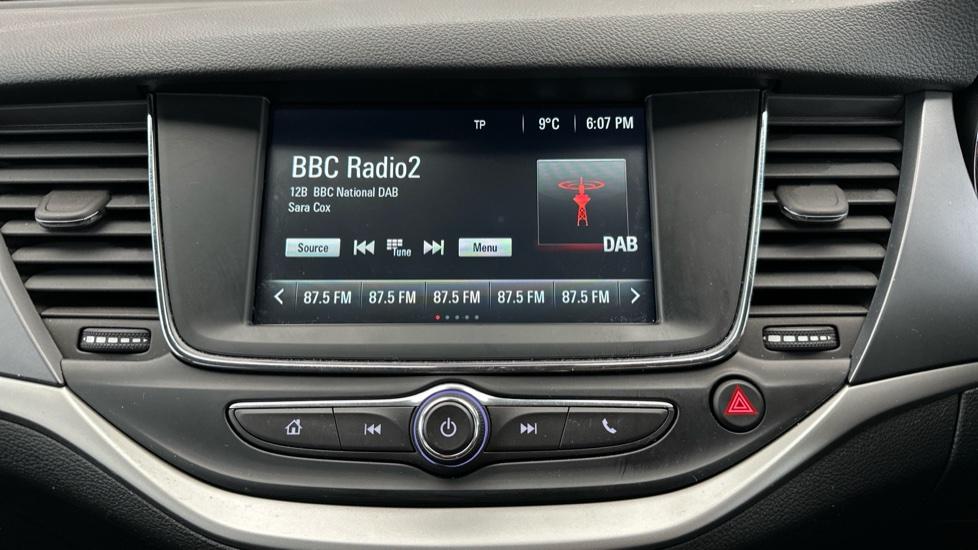 TP 9°C 6:07 PM
BBC Radio2
12B BBC National DAB
Sara Cox
DAB
Source Tune Menu
87.5 FM 87.5 FM 87.5 FM 87.5 FM 87.5 FM